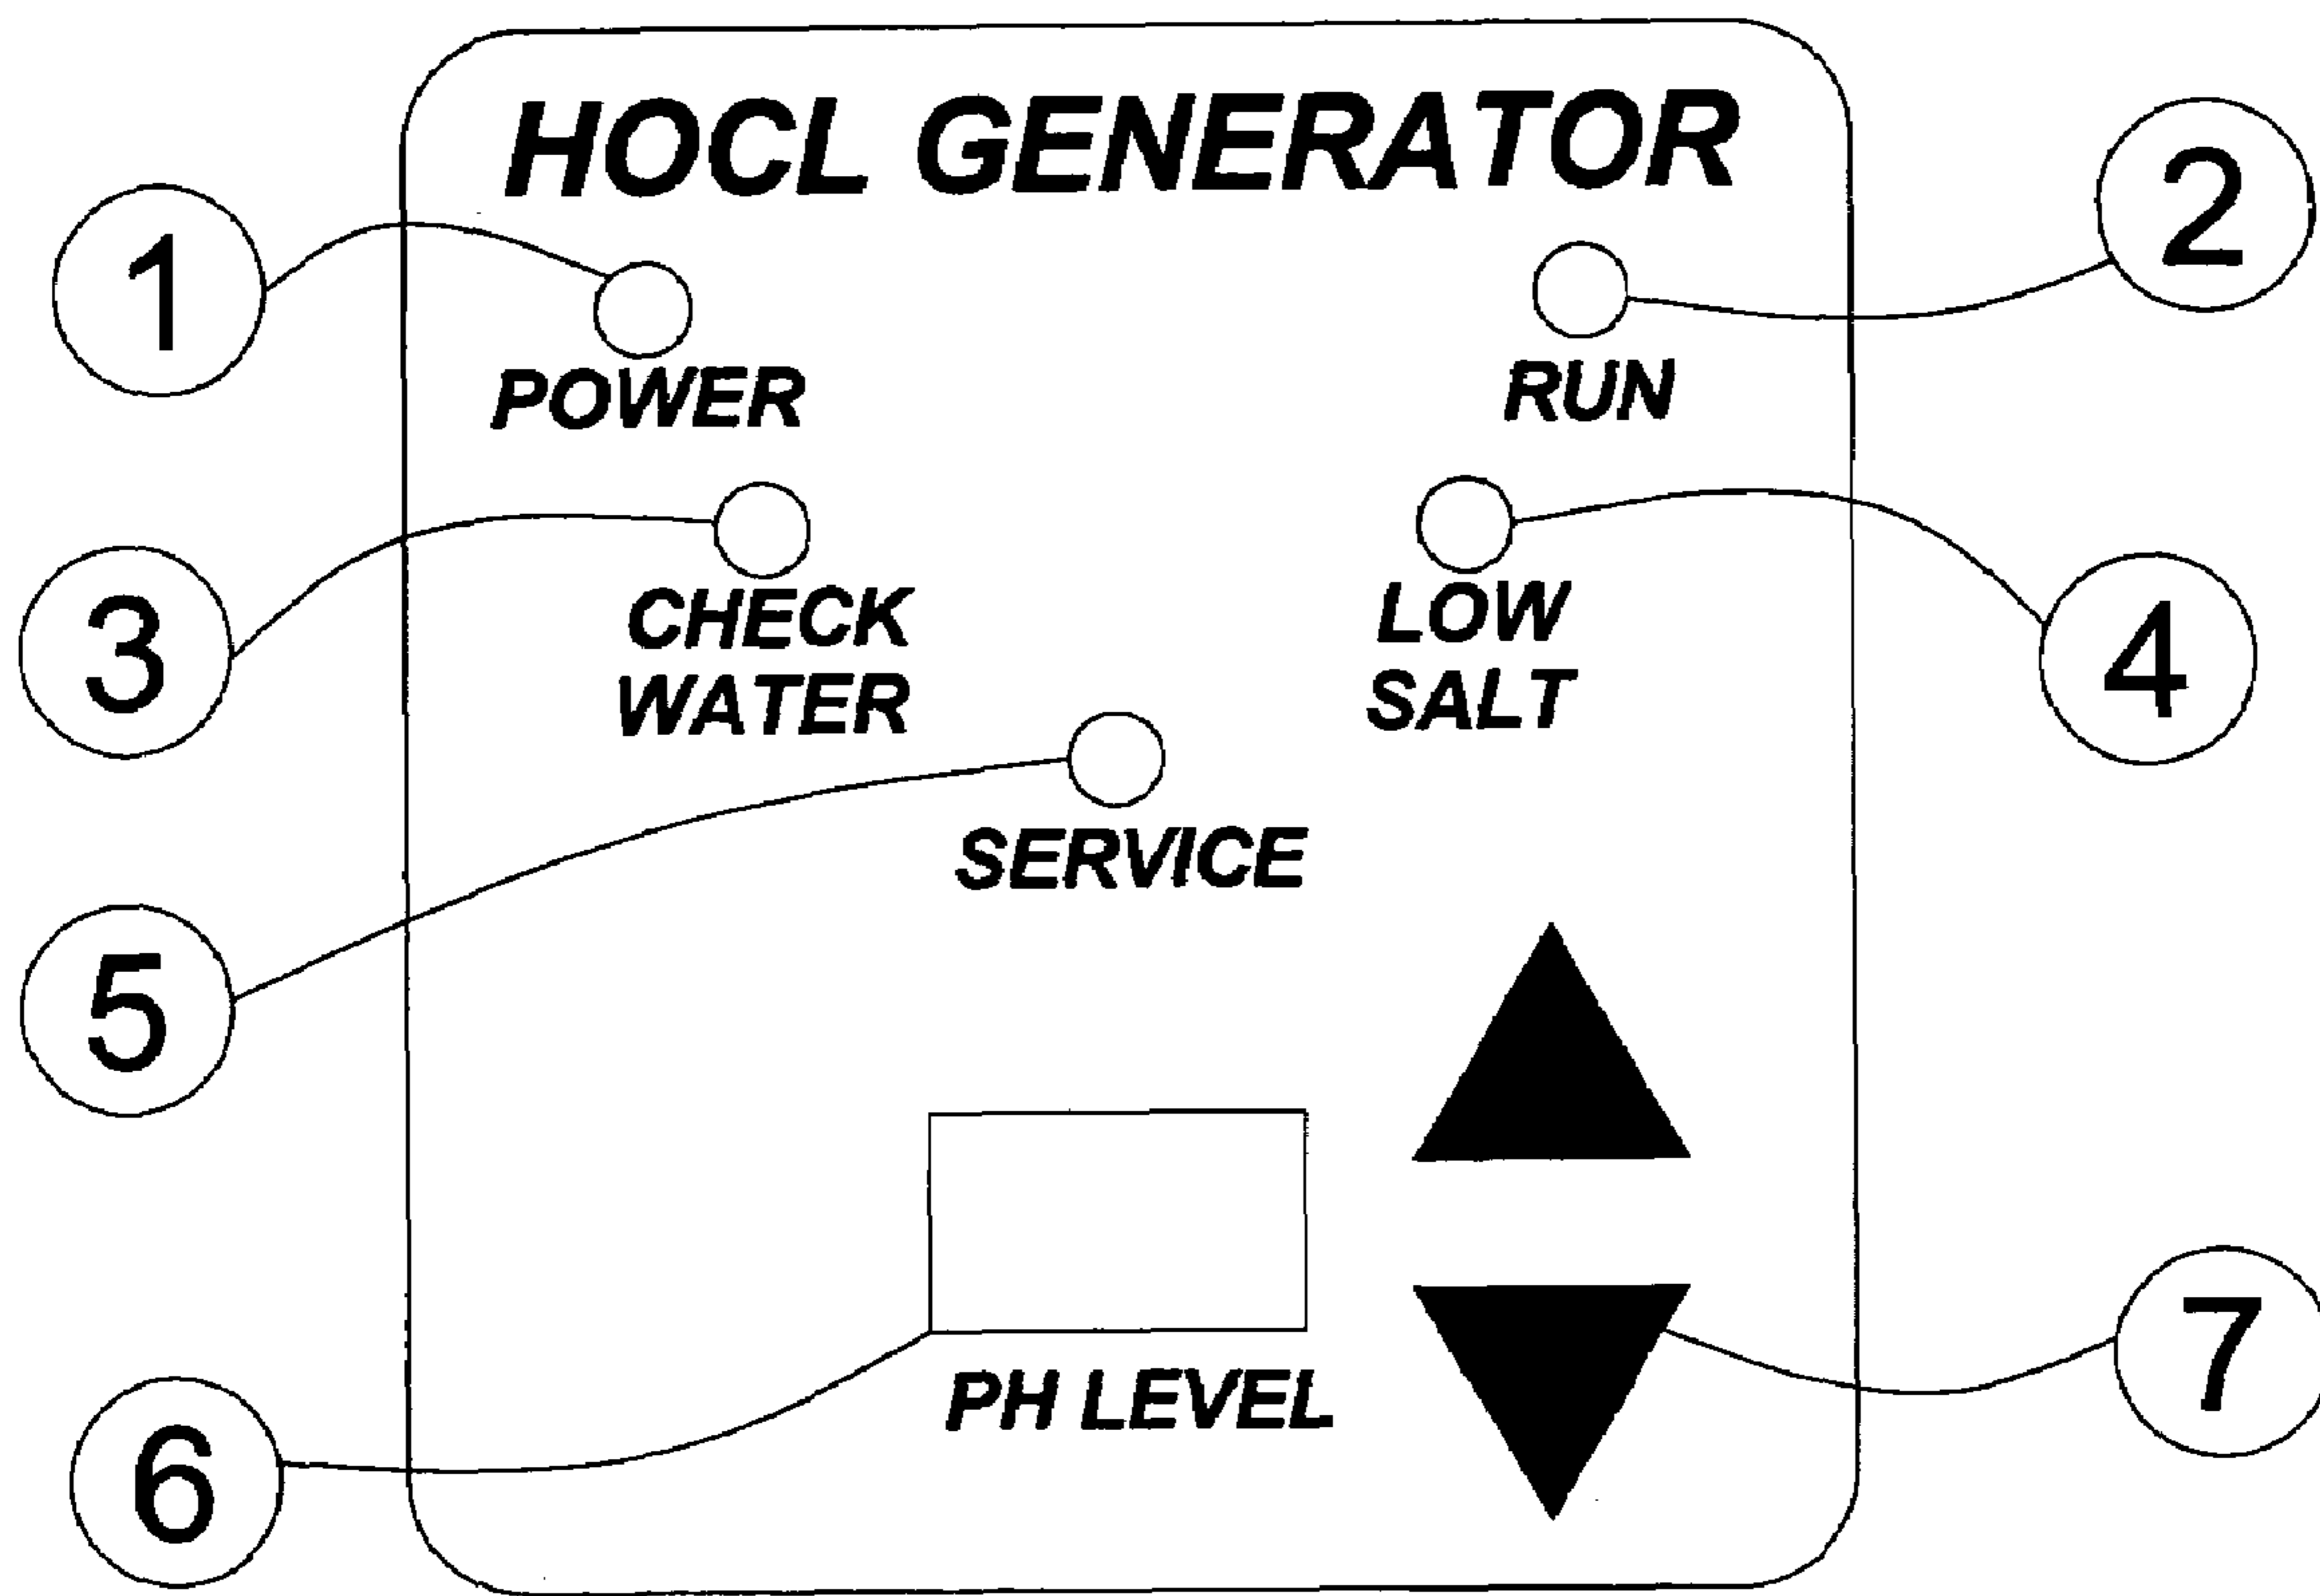 HOCL GENERATOR
1
2
POWER
RUN
3
CHECK
WATER
LOW
SALT
4
5
SERVICE
6
PH LEVEL
7